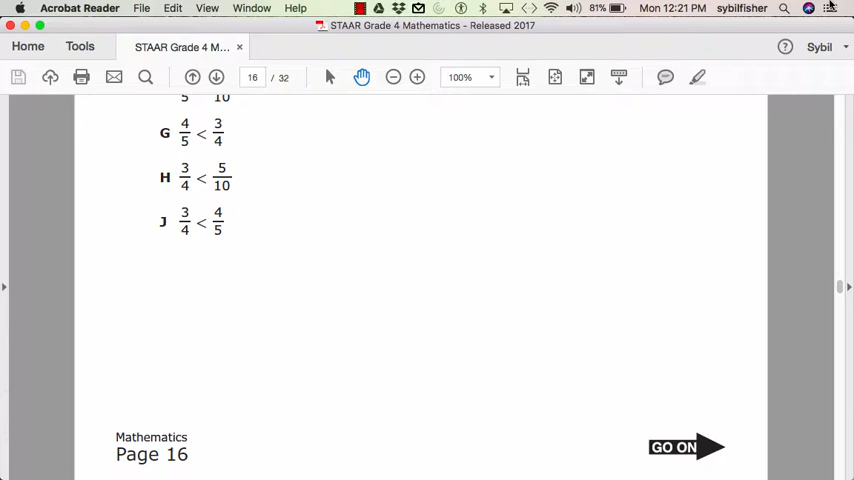 Acrobat Reader File Edit View Window Help 81% Mon 12:21 PM sybilfisher
STAAR Grade 4 Mathematics - Released 2017
Home Tools STAAR Grade 4 M... × ? Sybil
16 / 32 100%
5 10
G 4/5 < 3/4
H 3/4 < 5/10
J 3/4 < 4/5
Mathematics
Page 16
GO ON